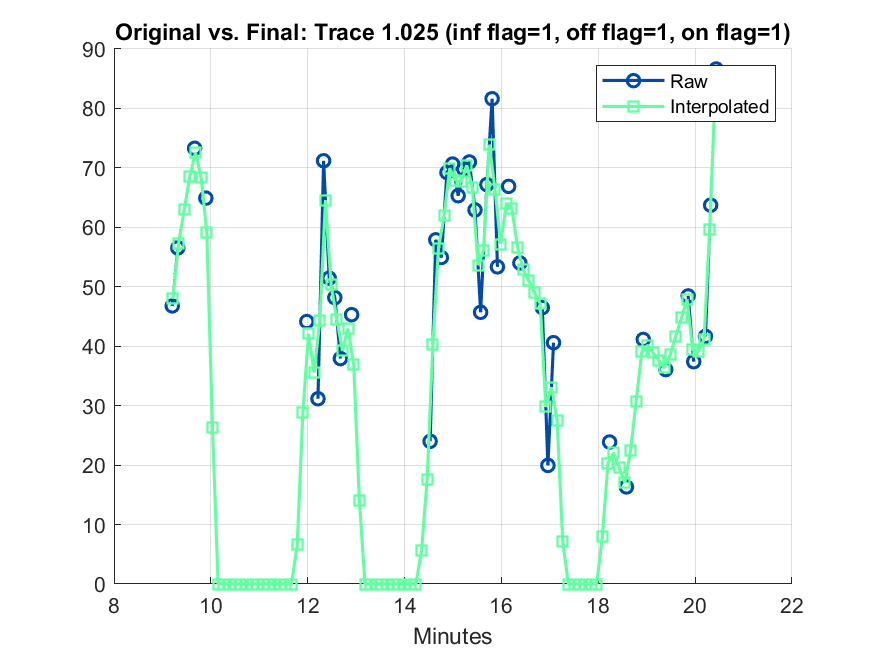 Original vs. Final: Trace 1.025 (inf flag=1, off flag=1, on flag=1)
90
80
70
60
50
40
30
20
10
0
Raw
Interpolated
8 10 12 14 16 18 20 22
Minutes